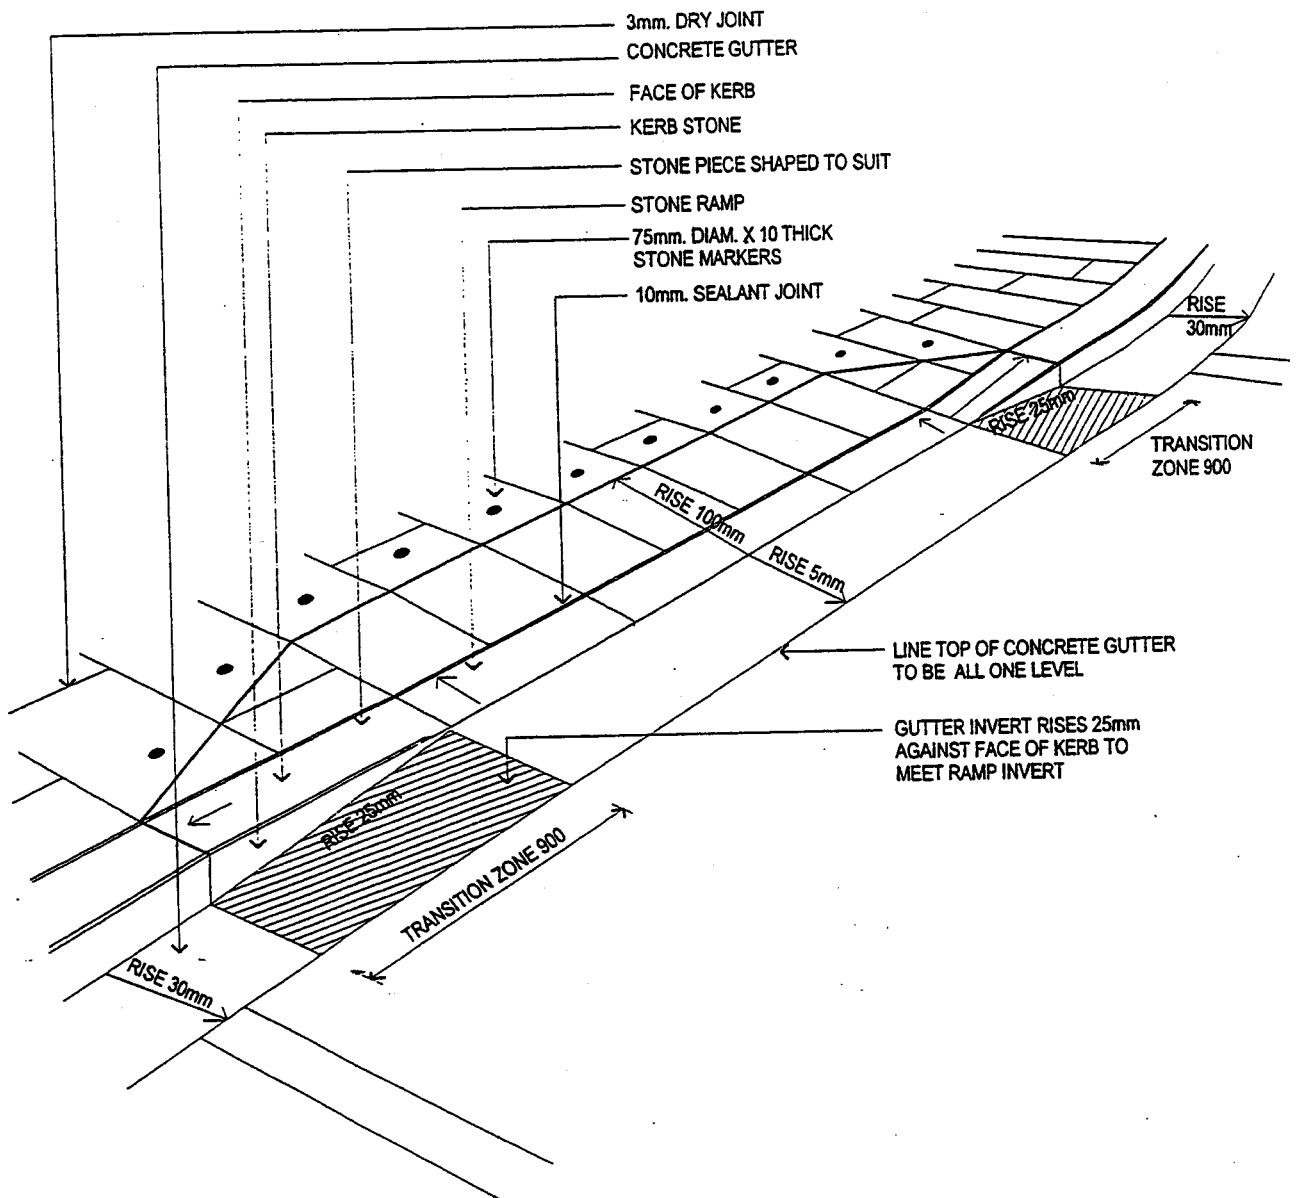 3mm. DRY JOINT
CONCRETE GUTTER
FACE OF KERB
KERB STONE
STONE PIECE SHAPED TO SUIT
STONE RAMP
75mm. DIAM. X 10 THICK
STONE MARKERS
10mm. SEALANT JOINT
RISE
30mm
RISE 25mm
TRANSITION
ZONE 900
RISE 100mm
RISE 5mm
LINE TOP OF CONCRETE GUTTER
TO BE ALL ONE LEVEL
GUTTER INVERT RISES 25mm
AGAINST FACE OF KERB TO
MEET RAMP INVERT
RISE 25mm
TRANSITION ZONE 900
RISE 30mm